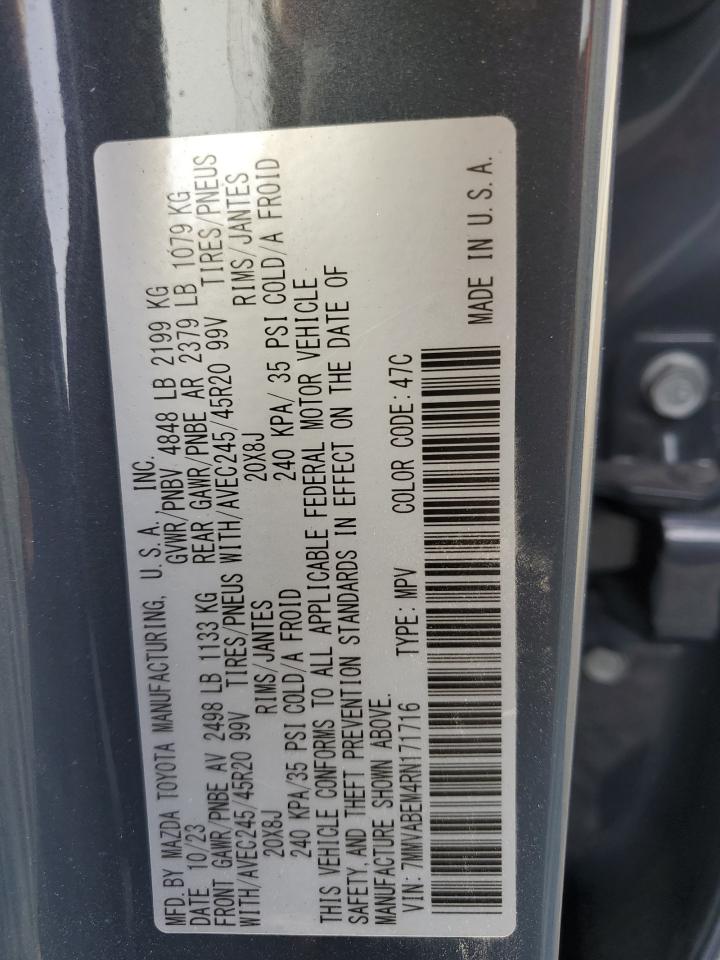 MFD. BY MAZDA TOYOTA MANUFACTURING, U.S.A., INC.
DATE 10/23 GVWR/PNBV 4848 LB 2199 KG
FRONT GAWR/PNBE AV 2498 LB 1133 KG REAR GAWR/PNBE AR 2379 LB 1079 KG
WITH/AVEC245/45R20 99V TIRES/PNEUS WITH/AVEC245/45R20 99V TIRES/PNEUS
20X8J RIMS/JANTES 20X8J RIMS/JANTES
240 KPA/35 PSI COLD/A FROID 240 KPA/ 35 PSI COLD/A FROID
THIS VEHICLE CONFORMS TO ALL APPLICABLE FEDERAL MOTOR VEHICLE
SAFETY, AND THEFT PREVENTION STANDARDS IN EFFECT ON THE DATE OF
MANUFACTURE SHOWN ABOVE.
VIN: 7MMVABEM4RN171716 TYPE: MPV COLOR CODE: 47C
MADE IN U.S.A.